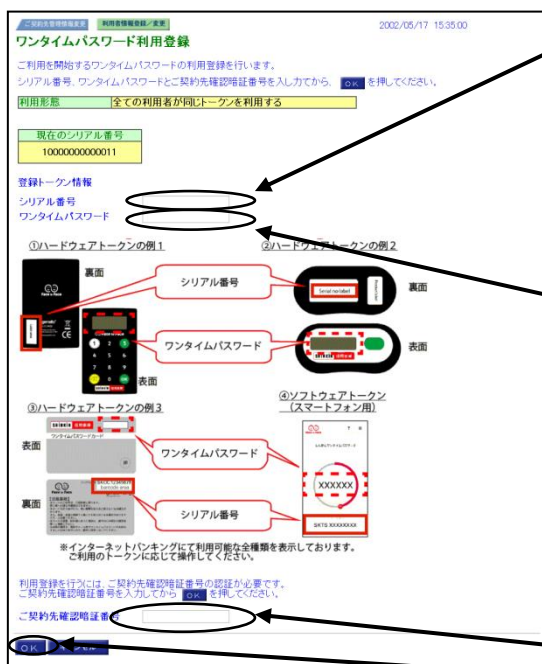 ご契約先管理情報変更 利用者情報登録／変更 2002/05/17 15:35:00
ワンタイムパスワード利用登録
ご利用を開始するワンタイムパスワードの利用登録を行います。
シリアル番号、ワンタイムパスワードとご契約先確認暗証番号を入力してから、 OK を押してください。
利用形態 全ての利用者が同じトークンを利用する
現在のシリアル番号
10000000000011
登録トークン情報
シリアル番号
ワンタイムパスワード
①ハードウェアトークンの例１ ②ハードウェアトークンの例２
裏面 シリアル番号 Serial no label 裏面
ワンタイムパスワード 表面
表面
③ハードウェアトークンの例３ ④ソフトウェアトークン
（スマートフォン用）
表面 ワンタイムパスワードカード
ワンタイムパスワード
XXXXXX
裏面 シリアル番号
SKTS XXXXXXXX
※インターネットバンキングにて利用可能な全種類を表示しております。
ご利用のトークンに応じて操作してください。
利用登録を行うには、ご契約先確認暗証番号の認証が必要です。
ご契約先確認暗証番号を入力してから OK を押してください。
ご契約先確認暗証番号
OK